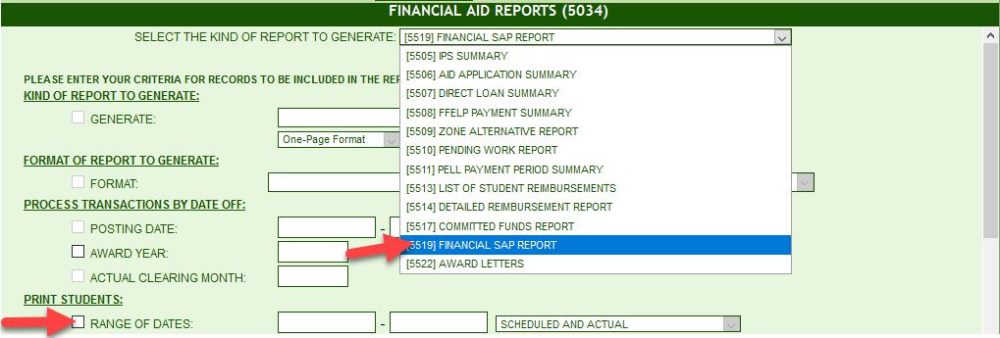 FINANCIAL AID REPORTS (5034)
SELECT THE KIND OF REPORT TO GENERATE: [5519] FINANCIAL SAP REPORT
[5505] IPS SUMMARY
[5506] AID APPLICATION SUMMARY
[5507] DIRECT LOAN SUMMARY
[5508] FFELP PAYMENT SUMMARY
[5509] ZONE ALTERNATIVE REPORT
[5510] PENDING WORK REPORT
[5511] PELL PAYMENT PERIOD SUMMARY
[5513] LIST OF STUDENT REIMBURSEMENTS
[5514] DETAILED REIMBURSEMENT REPORT
[5517] COMMITTED FUNDS REPORT
[5519] FINANCIAL SAP REPORT
[5522] AWARD LETTERS
PLEASE ENTER YOUR CRITERIA FOR RECORDS TO BE INCLUDED IN THE REP
KIND OF REPORT TO GENERATE:
GENERATE:
One-Page Format
FORMAT OF REPORT TO GENERATE:
FORMAT:
PROCESS TRANSACTIONS BY DATE OFF:
POSTING DATE: -
AWARD YEAR:
ACTUAL CLEARING MONTH:
PRINT STUDENTS:
RANGE OF DATES: - SCHEDULED AND ACTUAL